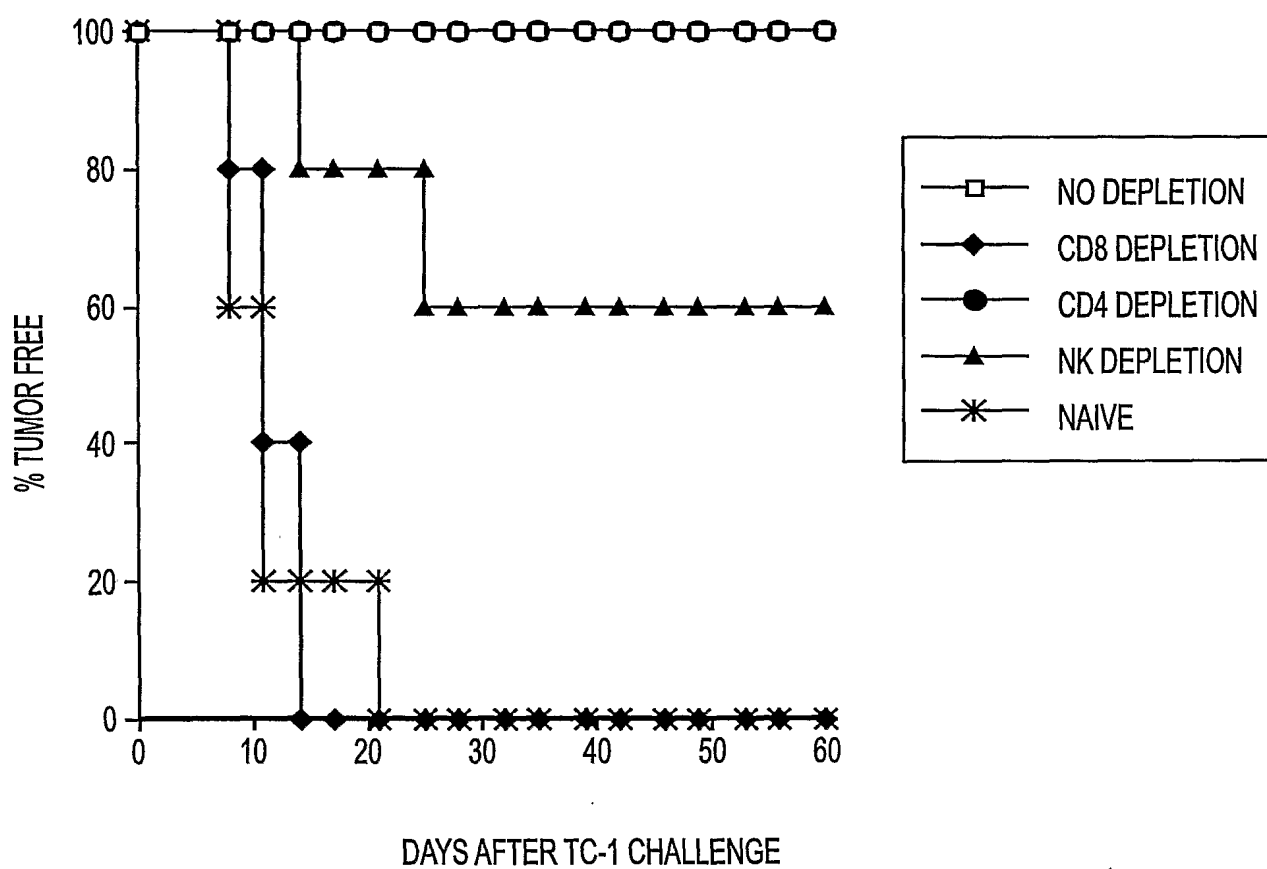 100
80
60
40
20
0
% TUMOR FREE
0 10 20 30 40 50 60
DAYS AFTER TC-1 CHALLENGE
NO DEPLETION
CD8 DEPLETION
CD4 DEPLETION
NK DEPLETION
NAIVE